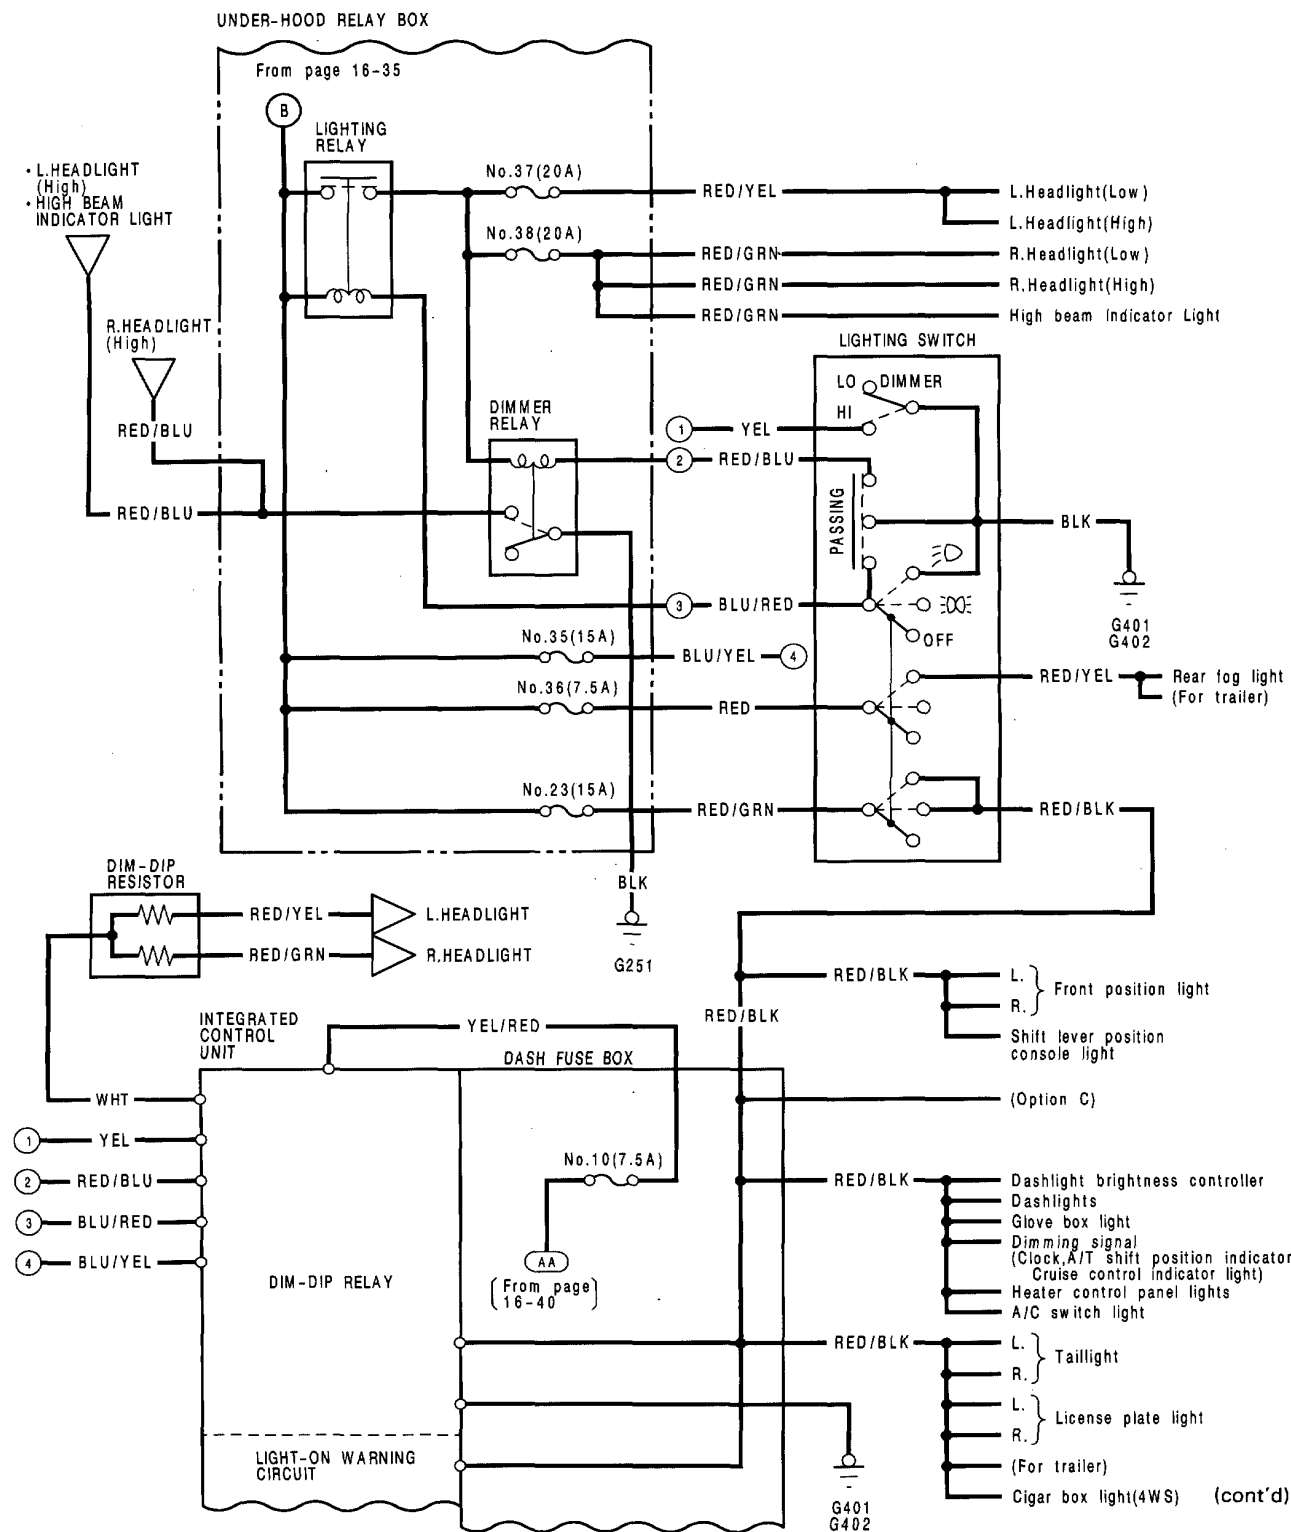 UNDER-HOOD RELAY BOX
From page 16-35
B
LIGHTING
RELAY
• L.HEADLIGHT
(High)
• HIGH BEAM
INDICATOR LIGHT
No.37(20A)
RED/YEL
L.Headlight(Low)
L.Headlight(High)
No.38(20A)
RED/GRN
R.Headlight(Low)
RED/GRN
R.Headlight(High)
RED/GRN
High beam Indicator Light
R.HEADLIGHT
(High)
RED/BLU
RED/BLU
LIGHTING SWITCH
LO
DIMMER
HI
DIMMER
RELAY
1
YEL
2
RED/BLU
PASSING
BLK
G401
G402
3
BLU/RED
OFF
No.35(15A)
BLU/YEL
4
No.36(7.5A)
RED
RED/YEL
Rear fog light
(For trailer)
No.23(15A)
RED/GRN
RED/BLK
BLK
G251
DIM-DIP
RESISTOR
RED/YEL
L.HEADLIGHT
RED/GRN
R.HEADLIGHT
RED/BLK
RED/BLK
L.
R.
Front position light
Shift lever position
console light
INTEGRATED
CONTROL
UNIT
YEL/RED
DASH FUSE BOX
WHT
(Option C)
1
YEL
2
RED/BLU
3
BLU/RED
4
BLU/YEL
No.10(7.5A)
AA
(From page
16-40)
DIM-DIP RELAY
RED/BLK
Dashlight brightness controller
Dashlights
Glove box light
Dimming signal
(Clock,A/T shift position indicator
Cruise control indicator light)
Heater control panel lights
A/C switch light
RED/BLK
L.
R.
Taillight
L.
R.
License plate light
(For trailer)
Cigar box light(4WS)
(cont'd)
LIGHT-ON WARNING
CIRCUIT
G401
G402